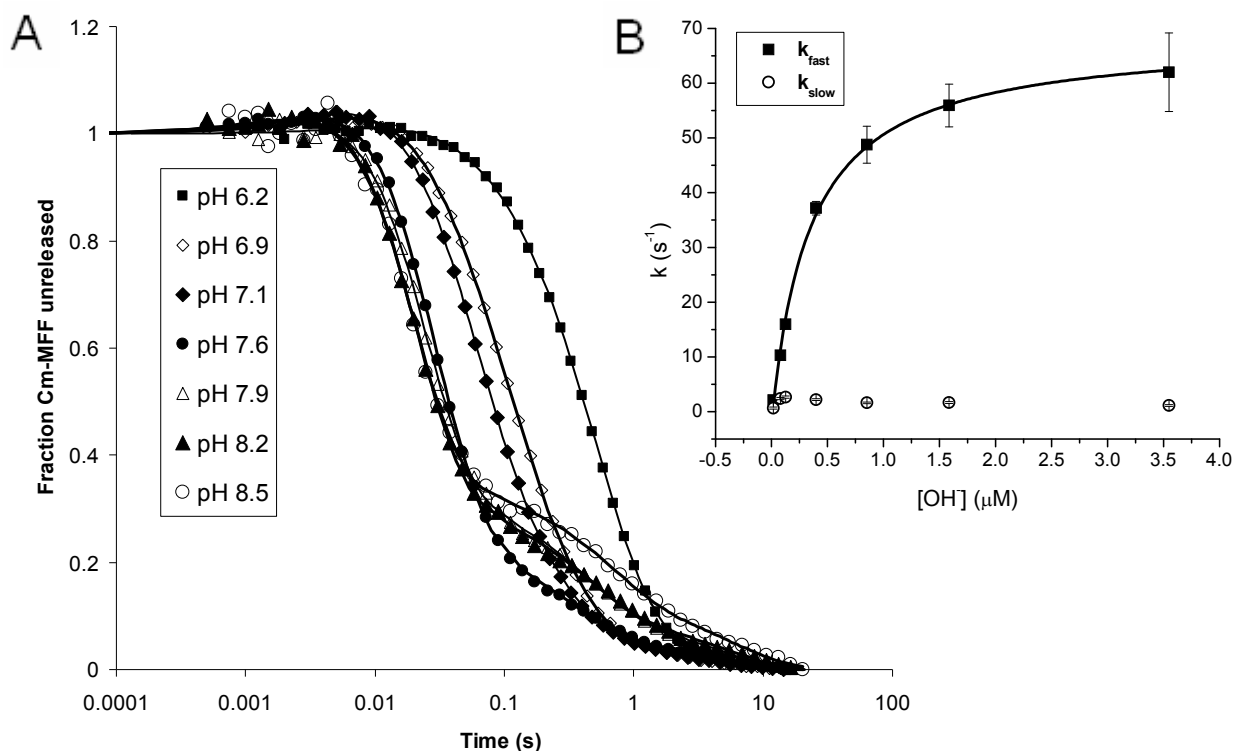 A
Fraction Cm-MFF unreleased
1.2
1
0.8
0.6
0.4
0.2
0
pH 6.2
pH 6.9
pH 7.1
pH 7.6
pH 7.9
pH 8.2
pH 8.5
0.0001 0.001 0.01 0.1 1 10 100
Time (s)
B
k (s⁻¹)
70
60
50
40
30
20
10
0
k_fast
k_slow
-0.5 0.0 0.5 1.0 1.5 2.0 2.5 3.0 3.5 4.0
[OH⁻] (μM)